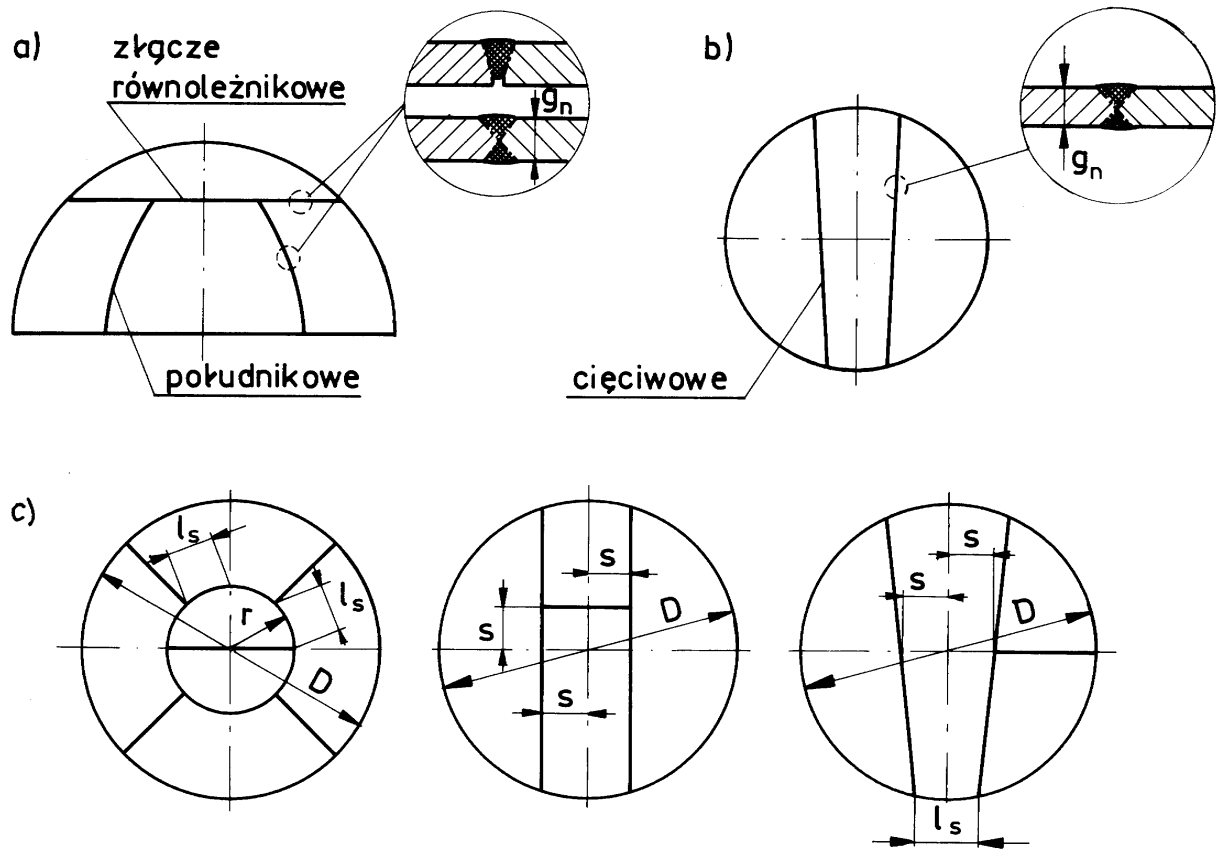 a)
złącze
równoleżnikowe
gn
południkowe
b)
gn
cięciwowe
c)
ls
ls
r
D
s
s
s
D
s
s
D
ls